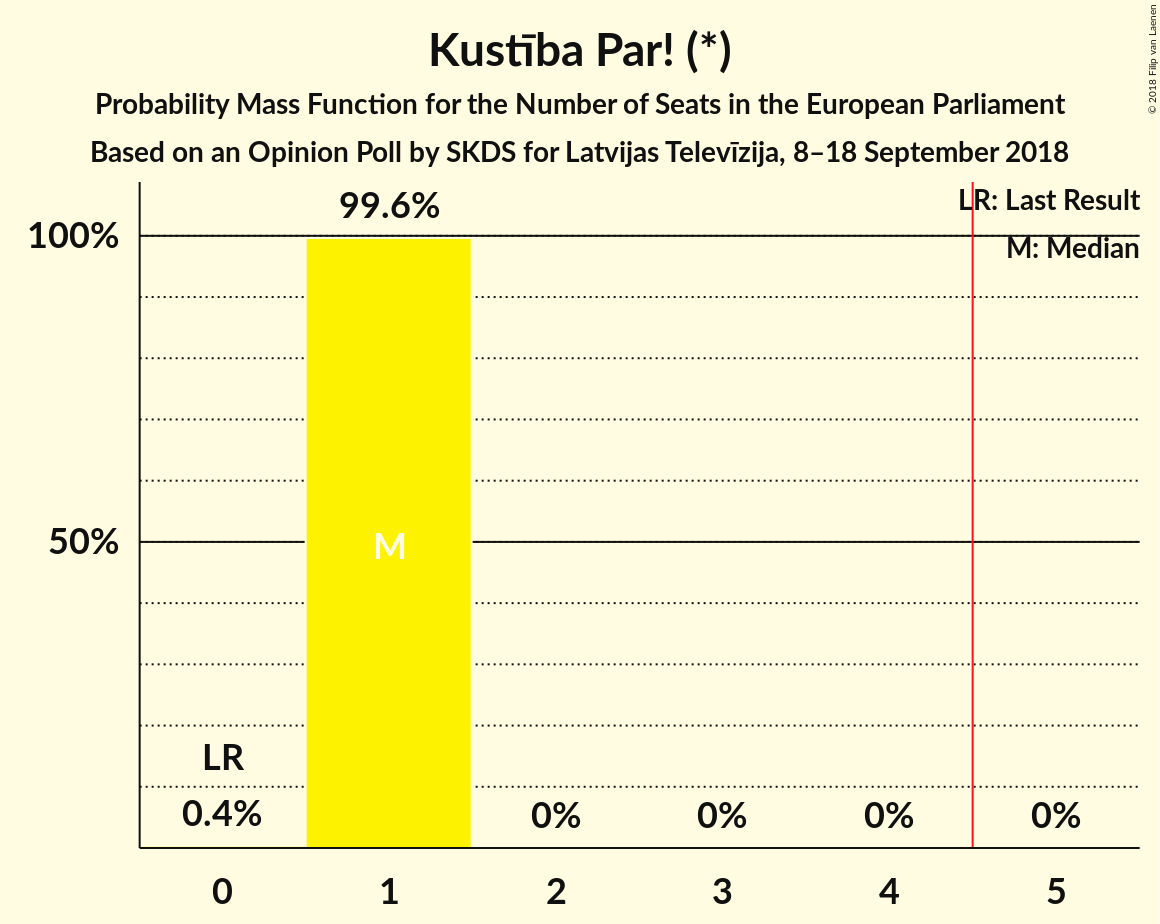 Kustība Par! (*)
Probability Mass Function for the Number of Seats in the European Parliament
Based on an Opinion Poll by SKDS for Latvijas Televīzija, 8–18 September 2018
© 2018 Filip van Laenen
LR: Last Result
M: Median
99.6%
100%
50%
M
LR
0.4%
0%
0%
0%
0%
0
1
2
3
4
5